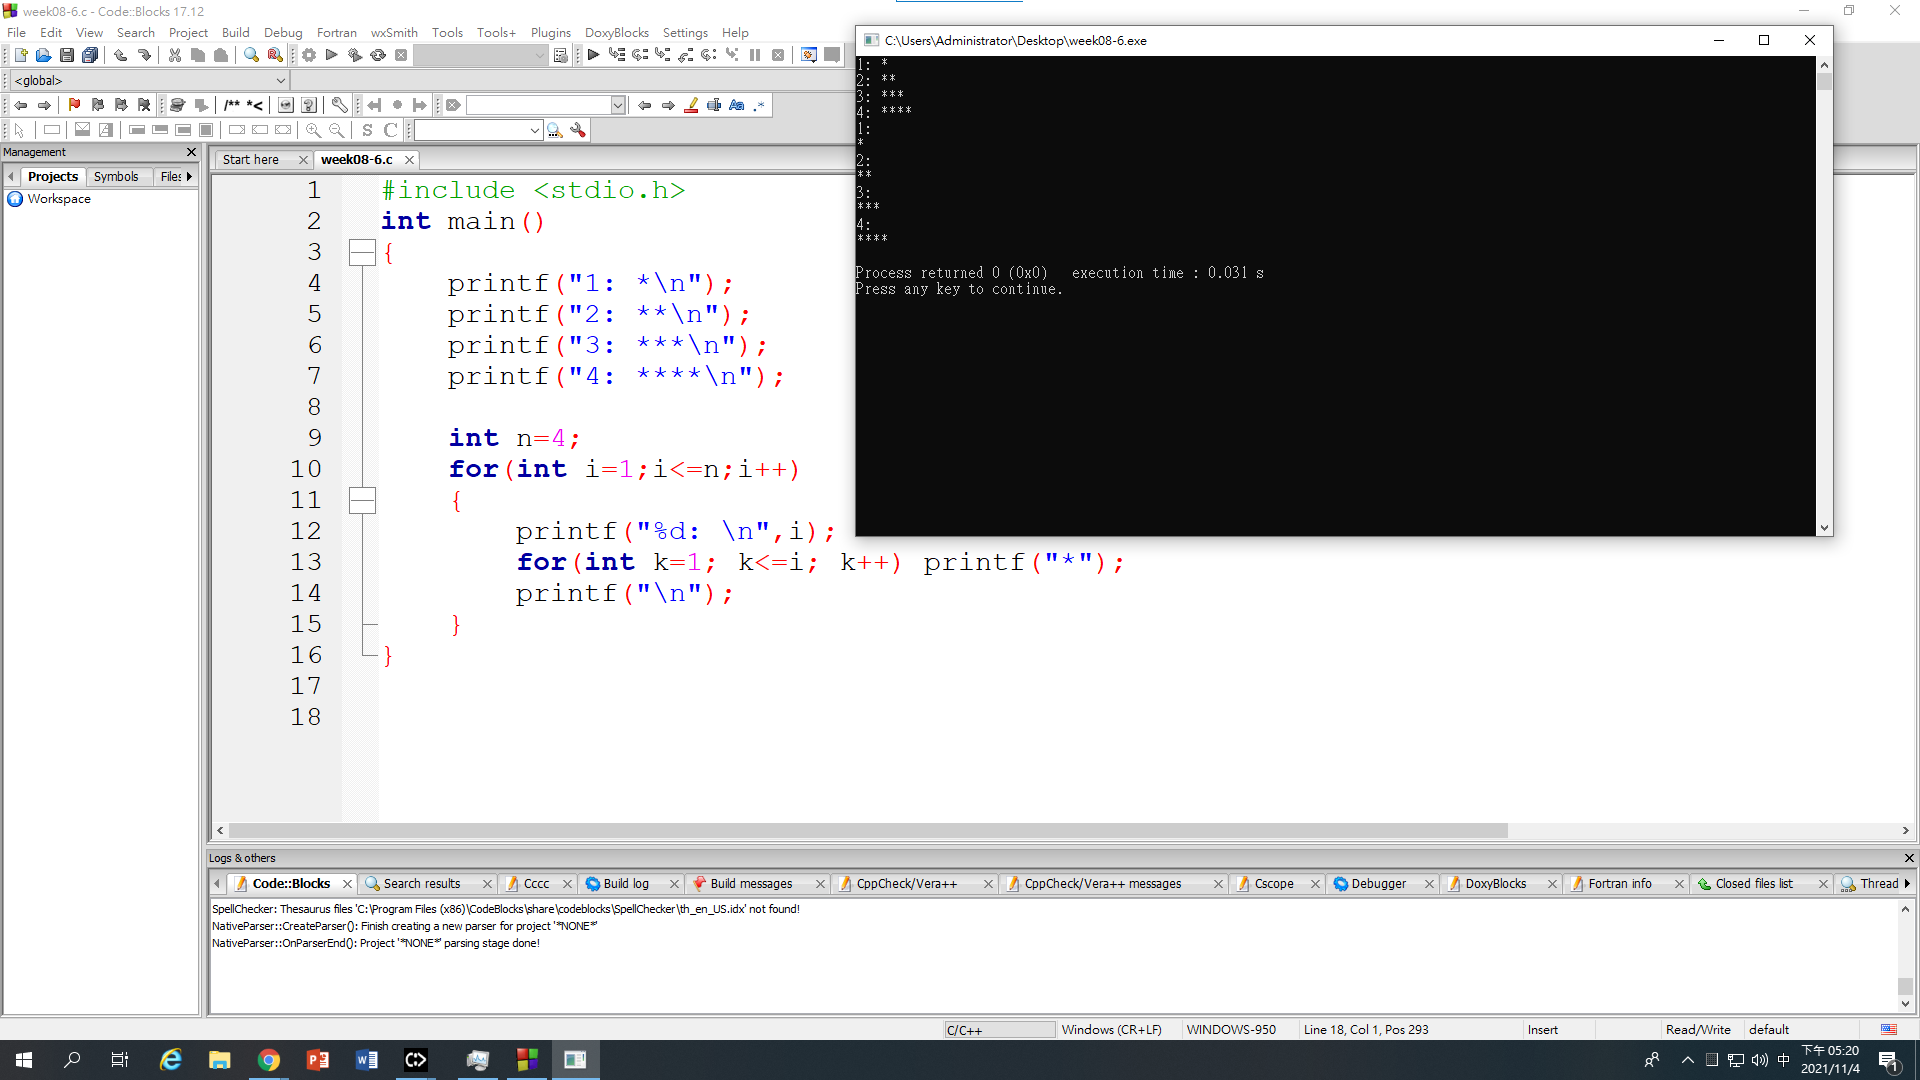 week08-6.c - Code::Blocks 17.12
File Edit View Search Project Build Debug Fortran wxSmith Tools Tools+ Plugins DoxyBlocks Settings Help
<global>
/** *<
S C
Management
Projects Symbols Files
Workspace
Start here week08-6.c
1 #include <stdio.h>
2 int main()
3 {
4 printf("1: *\n");
5 printf("2: **\n");
6 printf("3: ***\n");
7 printf("4: ****\n");
8
9 int n=4;
10 for(int i=1;i<=n;i++)
11 {
12 printf("%d: \n",i);
13 for(int k=1; k<=i; k++) printf("*");
14 printf("\n");
15 }
16 }
17
18
C:\Users\Administrator\Desktop\week08-6.exe
1: *
2: **
3: ***
4: ****
1:
*
2:
**
3:
***
4:
****
Process returned 0 (0x0)   execution time : 0.031 s
Press any key to continue.
Logs & others
Code::Blocks Search results Cccc Build log Build messages CppCheck/Vera++ CppCheck/Vera++ messages Cscope Debugger DoxyBlocks Fortran info Closed files list Thread
SpellChecker: Thesaurus files 'C:\Program Files (x86)\CodeBlocks\share\codeblocks\SpellChecker\th_en_US.idx' not found!
NativeParser::CreateParser(): Finish creating a new parser for project '*NONE*'
NativeParser::OnParserEnd(): Project '*NONE*' parsing stage done!
C/C++ Windows (CR+LF) WINDOWS-950 Line 18, Col 1, Pos 293 Insert Read/Write default
中 下午 05:20
2021/11/4
1